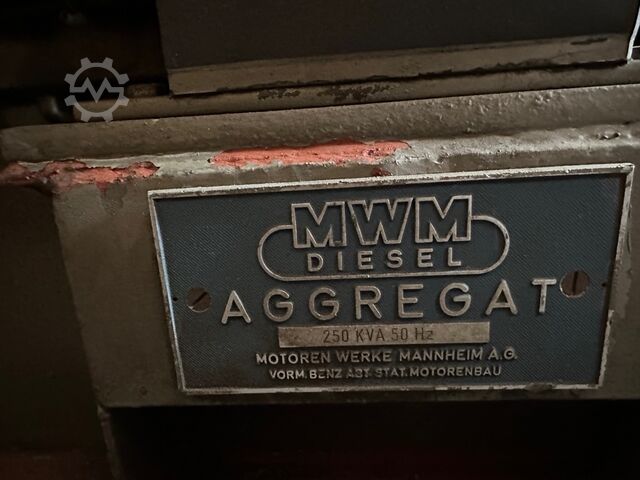 MWM
DIESEL
AGGREGAT
250 KVA 50 Hz
MOTOREN WERKE MANNHEIM A.G.
VORM. BENZ ABT. STAT. MOTORENBAU